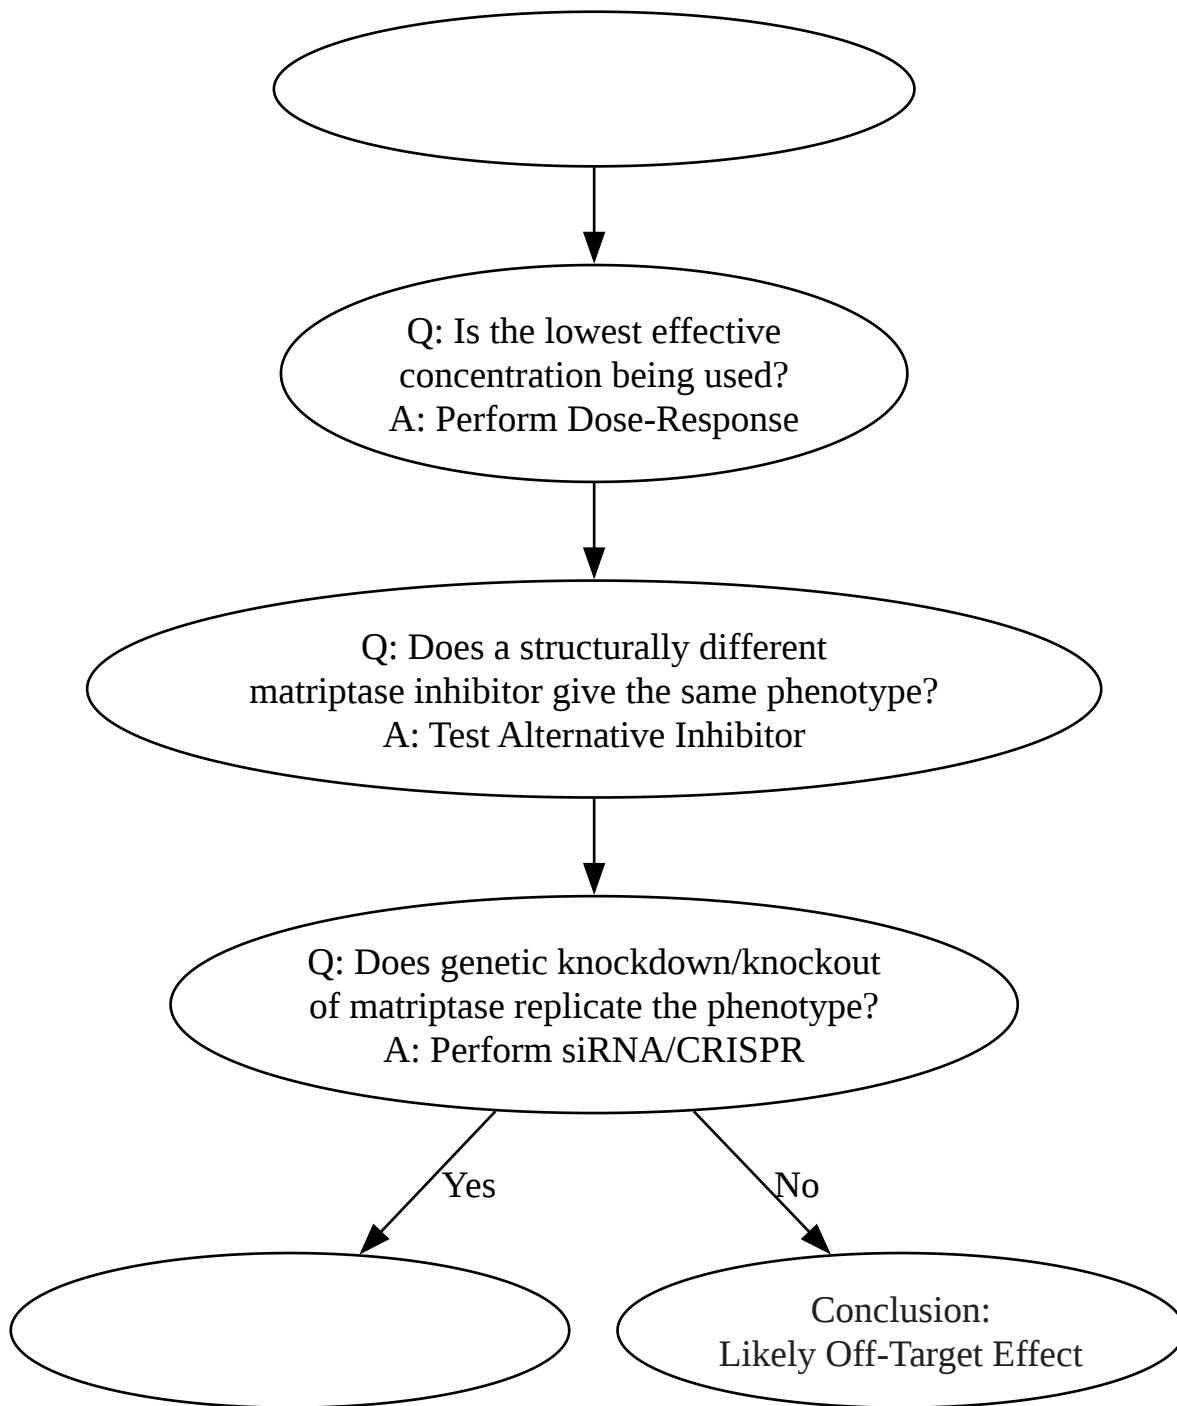 Q: Is the lowest effective
concentration being used?
A: Perform Dose-Response
Q: Does a structurally different
matriptase inhibitor give the same phenotype?
A: Test Alternative Inhibitor
Q: Does genetic knockdown/knockout
of matriptase replicate the phenotype?
A: Perform siRNA/CRISPR
Yes
No
Conclusion:
Likely Off-Target Effect